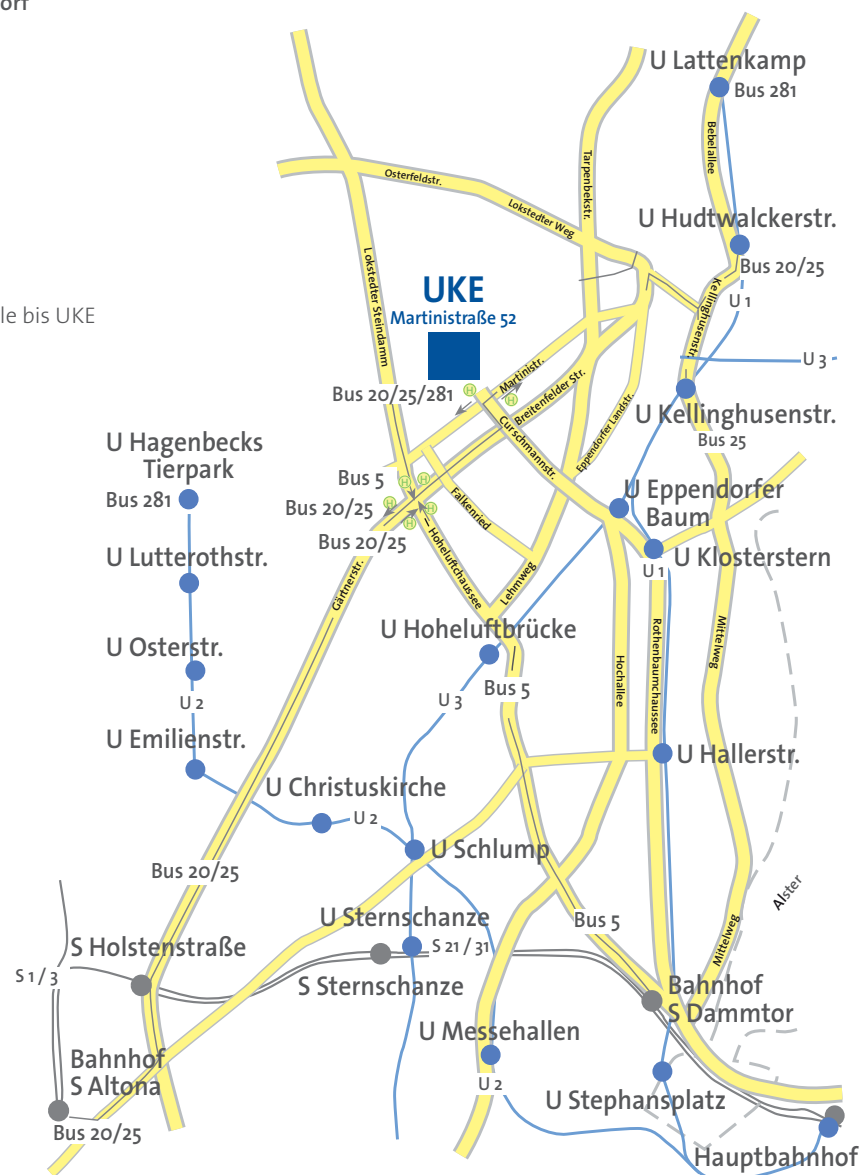 orf
U Lattenkamp
Bus 281
Bebelallee
Tarpenbekstr.
Osterfeldstr.
Lokstedter Weg
U Hudtwalckerstr.
Bus 20/25
Lokstedter Steindamm
Kellinghusenstr.
U 1
UKE
Martinistraße 52
le bis UKE
U 3
Martinistr.
Bus 20/25/281
H
H
Breitenfelder Str.
U Kellinghusenstr.
Bus 25
Curschmannstr.
Eppendorfer Landstr.
U Hagenbecks
Tierpark
Bus 281
Bus 5
H
H
Bus 20/25
H
H
H
Bus 20/25
Falkenried
U Eppendorfer
Baum
U Lutterothstr.
Hoheluftchaussee
U Klosterstern
U 1
Gärtnerstr.
Lehmweg
U Hoheluftbrücke
U Osterstr.
Hochallee
Rothenbaumchaussee
Mittelweg
U 2
U 3
Bus 5
U Emilienstr.
U Hallerstr.
U Christuskirche
U 2
U Schlump
Bus 20/25
Alster
U Sternschanze
Bus 5
S Holstenstraße
S 21 / 31
Mittelweg
S 1 / 3
S Sternschanze
Bahnhof
S Dammtor
U Messehallen
Bahnhof
S Altona
U 2
U Stephansplatz
Bus 20/25
Hauptbahnhof